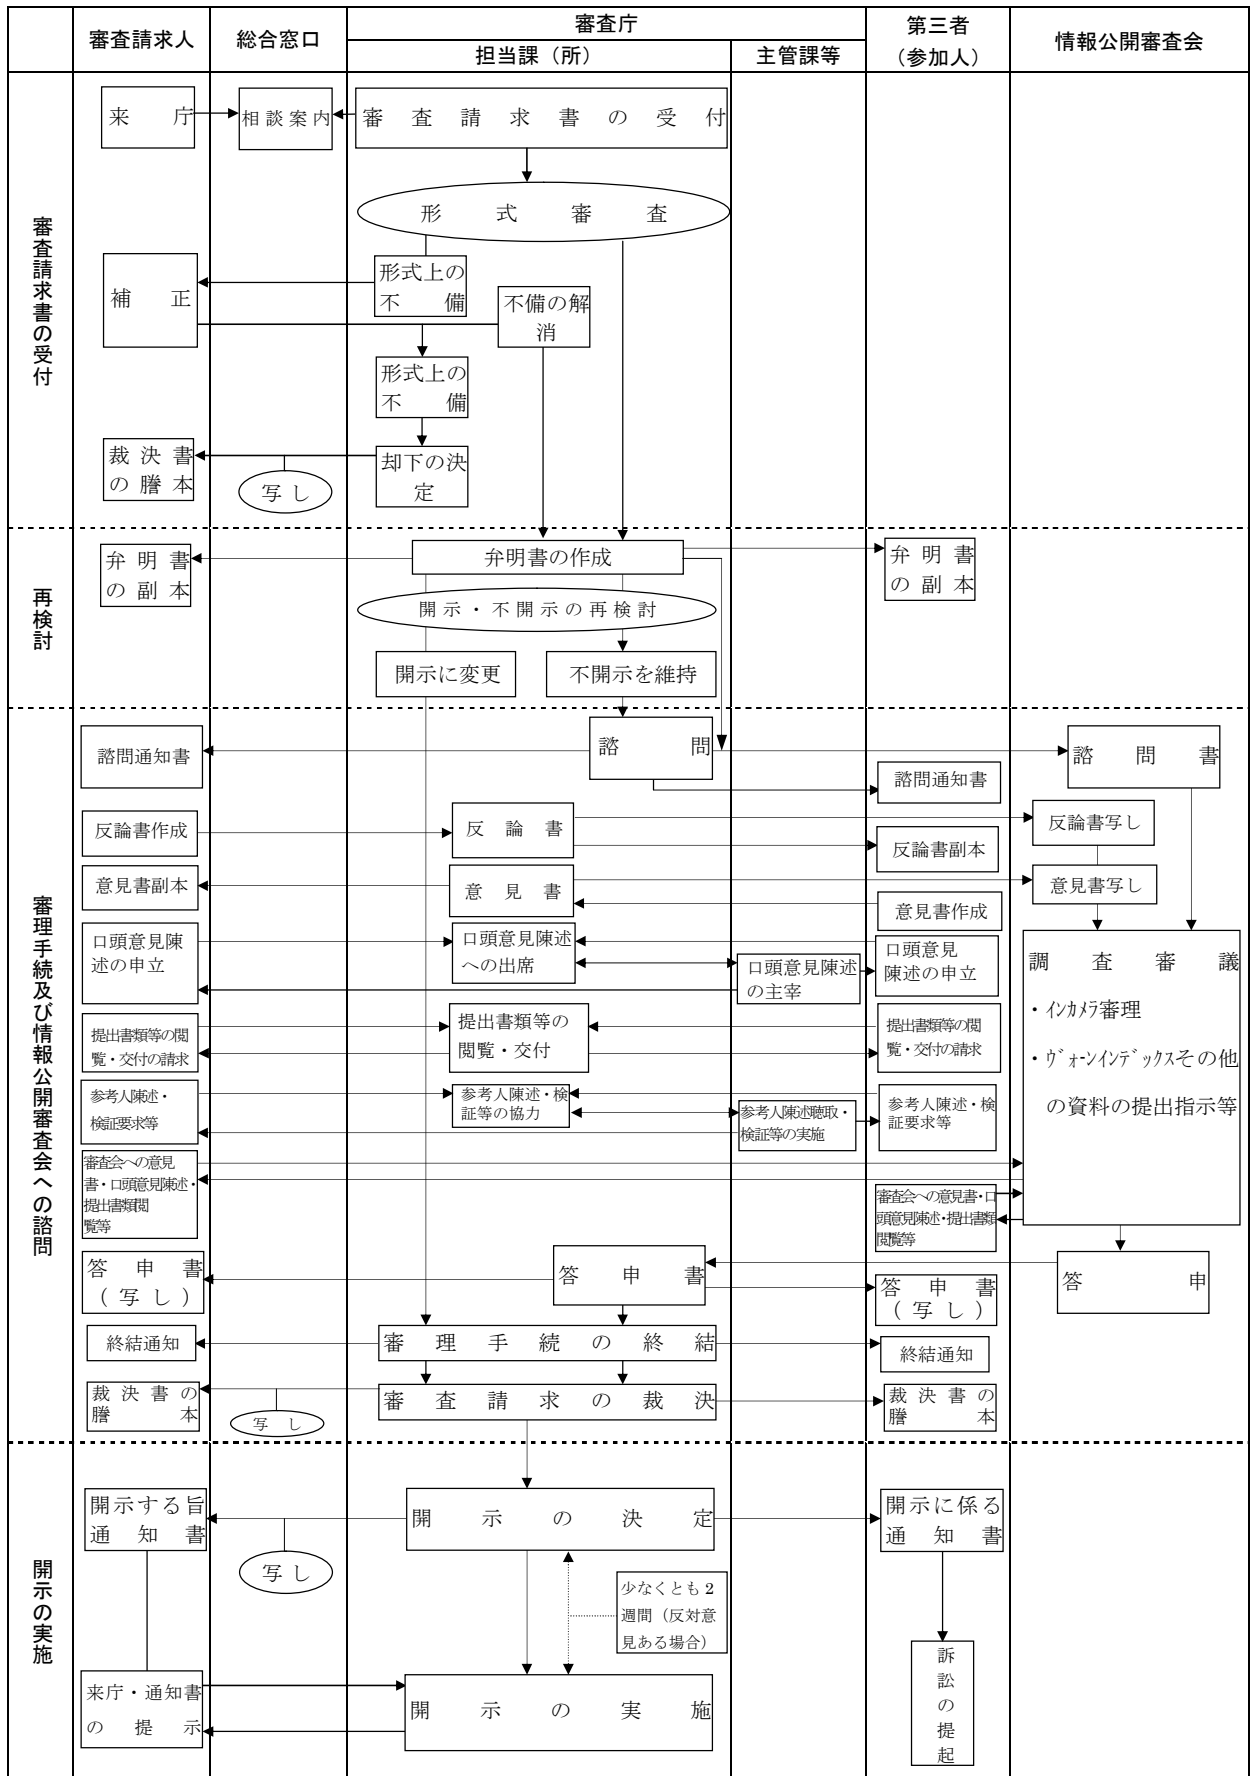 審査請求人
総合窓口
審査庁
担当課（所）
主管課等
第三者
（参加人）
情報公開審査会
審査請求書の受付
来庁
相談案内
審査請求書の受付
形式審査
補正
形式上の
不備
不備の解
消
形式上の
不備
裁決書
の謄本
写し
却下の決
定
再検討
弁明書
の副本
弁明書の作成
弁明書
の副本
開示・不開示の再検討
開示に変更
不開示を維持
審理手続及び情報公開審査会への諮問
諮問通知書
諮問
諮問書
諮問通知書
反論書作成
反論書
反論書写し
反論書副本
意見書副本
意見書
意見書写し
意見書作成
口頭意見陳
述の申立
口頭意見陳述
への出席
口頭意見陳述
の主宰
口頭意見
陳述の申立
調査審議
・インカメラ審理
・ヴォーンインデックスその他
の資料の提出指示等
提出書類等の閲
覧・交付の請求
提出書類等の
閲覧・交付
提出書類等の閲
覧・交付の請求
参考人陳述・
検証要求等
参考人陳述・検
証等の協力
参考人陳述聴取・
検証等の実施
参考人陳述・検
証要求等
審査会への意見
書・口頭意見陳述・
提出書類閲
覧等
審査会への意見書・口
頭意見陳述・提出書類
閲覧等
答申書
（写し）
答申書
答申書
（写し）
答申
終結通知
審理手続の終結
終結通知
裁決書の
謄本
写し
審査請求の裁決
裁決書の
謄本
開示の実施
開示する旨
通知書
写し
開示の決定
開示に係る
通知書
少なくとも2
週間（反対意
見ある場合）
訴訟の提起
来庁・通知書
の提示
開示の実施